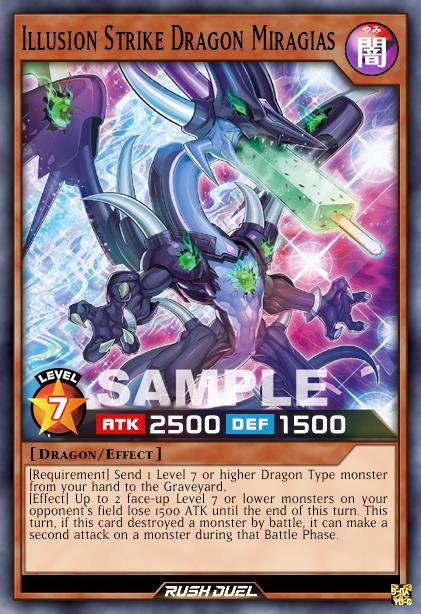 Illusion Strike Dragon Miragias
やみ
闇
SAMPLE
LEVEL
7
ATK 2500 DEF 1500
[ Dragon/Effect ]
[Requirement] Send 1 Level 7 or higher Dragon Type monster
from your hand to the Graveyard.
[Effect] Up to 2 face-up Level 7 or lower monsters on your
opponent's field lose 1500 ATK until the end of this turn. This
turn, if this card destroyed a monster by battle, it can make a
second attack on a monster during that Battle Phase.
RUSH DUEL